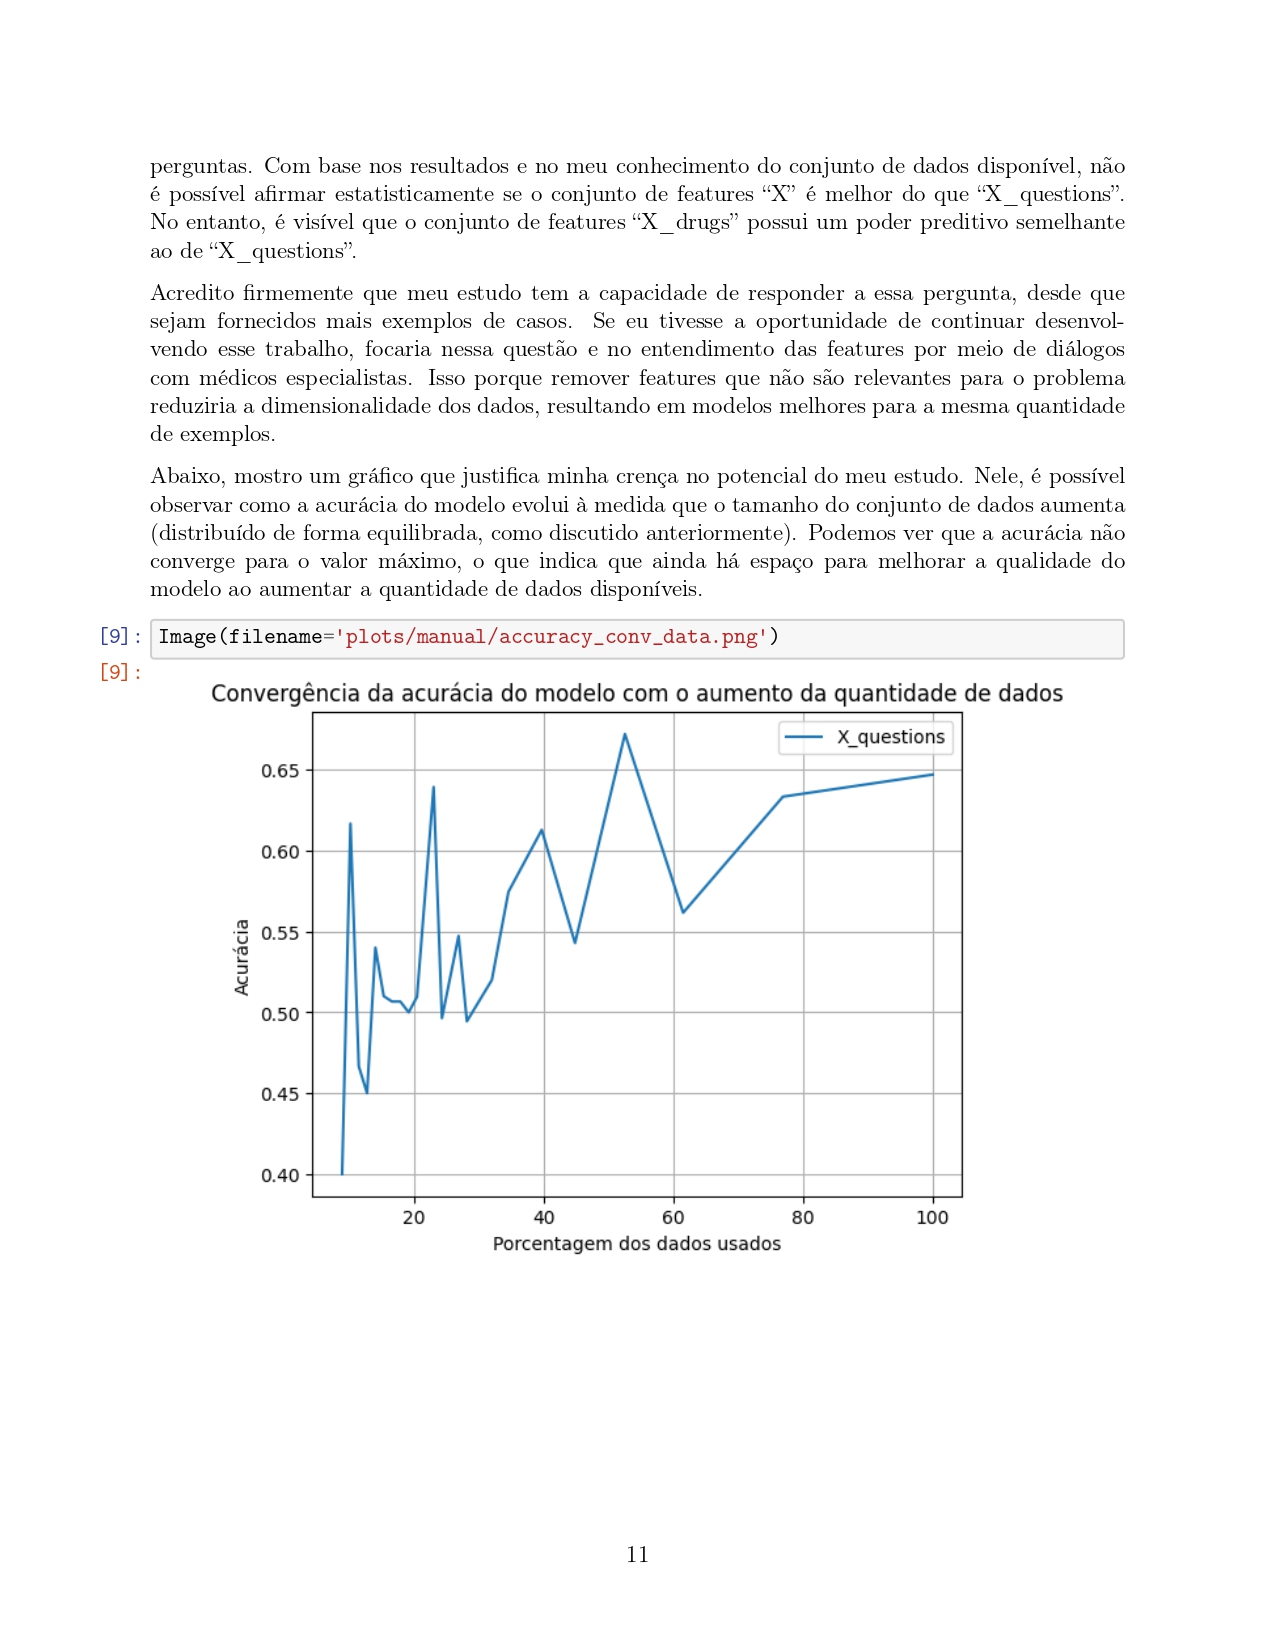 perguntas. Com base nos resultados e no meu conhecimento do conjunto de dados disponível, não
é possível afirmar estatisticamente se o conjunto de features “X” é melhor do que “X_questions”.
No entanto, é visível que o conjunto de features “X_drugs” possui um poder preditivo semelhante
ao de “X_questions”.
Acredito firmemente que meu estudo tem a capacidade de responder a essa pergunta, desde que
sejam fornecidos mais exemplos de casos. Se eu tivesse a oportunidade de continuar desenvol-
vendo esse trabalho, focaria nessa questão e no entendimento das features por meio de diálogos
com médicos especialistas. Isso porque remover features que não são relevantes para o problema
reduziria a dimensionalidade dos dados, resultando em modelos melhores para a mesma quantidade
de exemplos.
Abaixo, mostro um gráfico que justifica minha crença no potencial do meu estudo. Nele, é possível
observar como a acurácia do modelo evolui à medida que o tamanho do conjunto de dados aumenta
(distribuído de forma equilibrada, como discutido anteriormente). Podemos ver que a acurácia não
converge para o valor máximo, o que indica que ainda há espaço para melhorar a qualidade do
modelo ao aumentar a quantidade de dados disponíveis.
[9]: Image(filename='plots/manual/accuracy_conv_data.png')
[9]:
Convergência da acurácia do modelo com o aumento da quantidade de dados
X_questions
0.65
0.60
0.55
0.50
0.45
0.40
Acurácia
20 40 60 80 100
Porcentagem dos dados usados
11